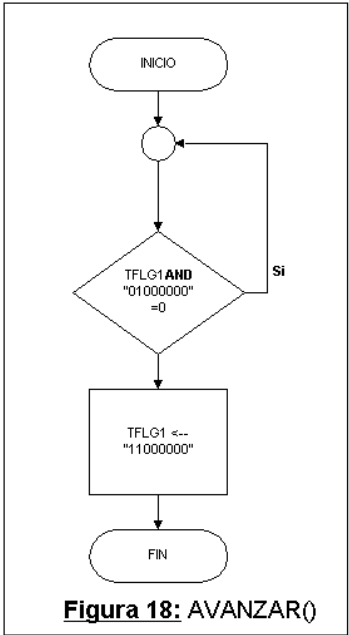 INICIO
TFLG1AND
"01000000"
=0
Si
TFLG1 <--
"11000000"
FIN
Figura 18: AVANZAR()